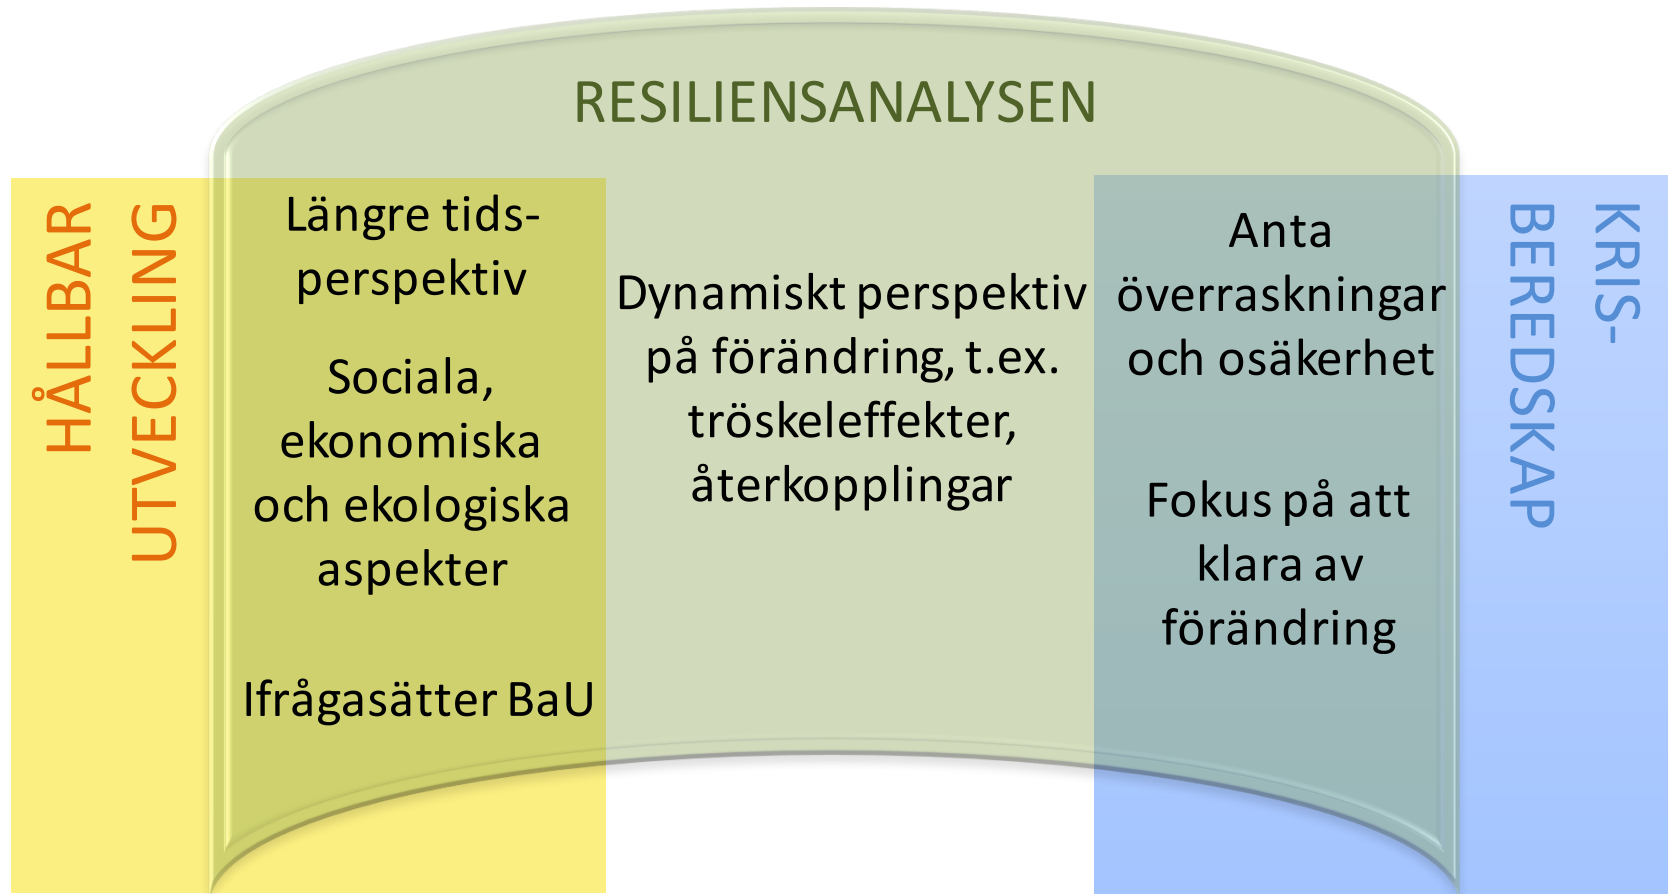 RESILIENSANALYSEN
HÅLLBAR
UTVECKLING
Längre tids-
perspektiv
Sociala,
ekonomiska
och ekologiska
aspekter
Ifrågasätter BaU
Dynamiskt perspektiv
på förändring, t.ex.
tröskeleffekter,
återkopplingar
Anta
överraskningar
och osäkerhet
Fokus på att
klara av
förändring
KRIS-
BEREDSKAP